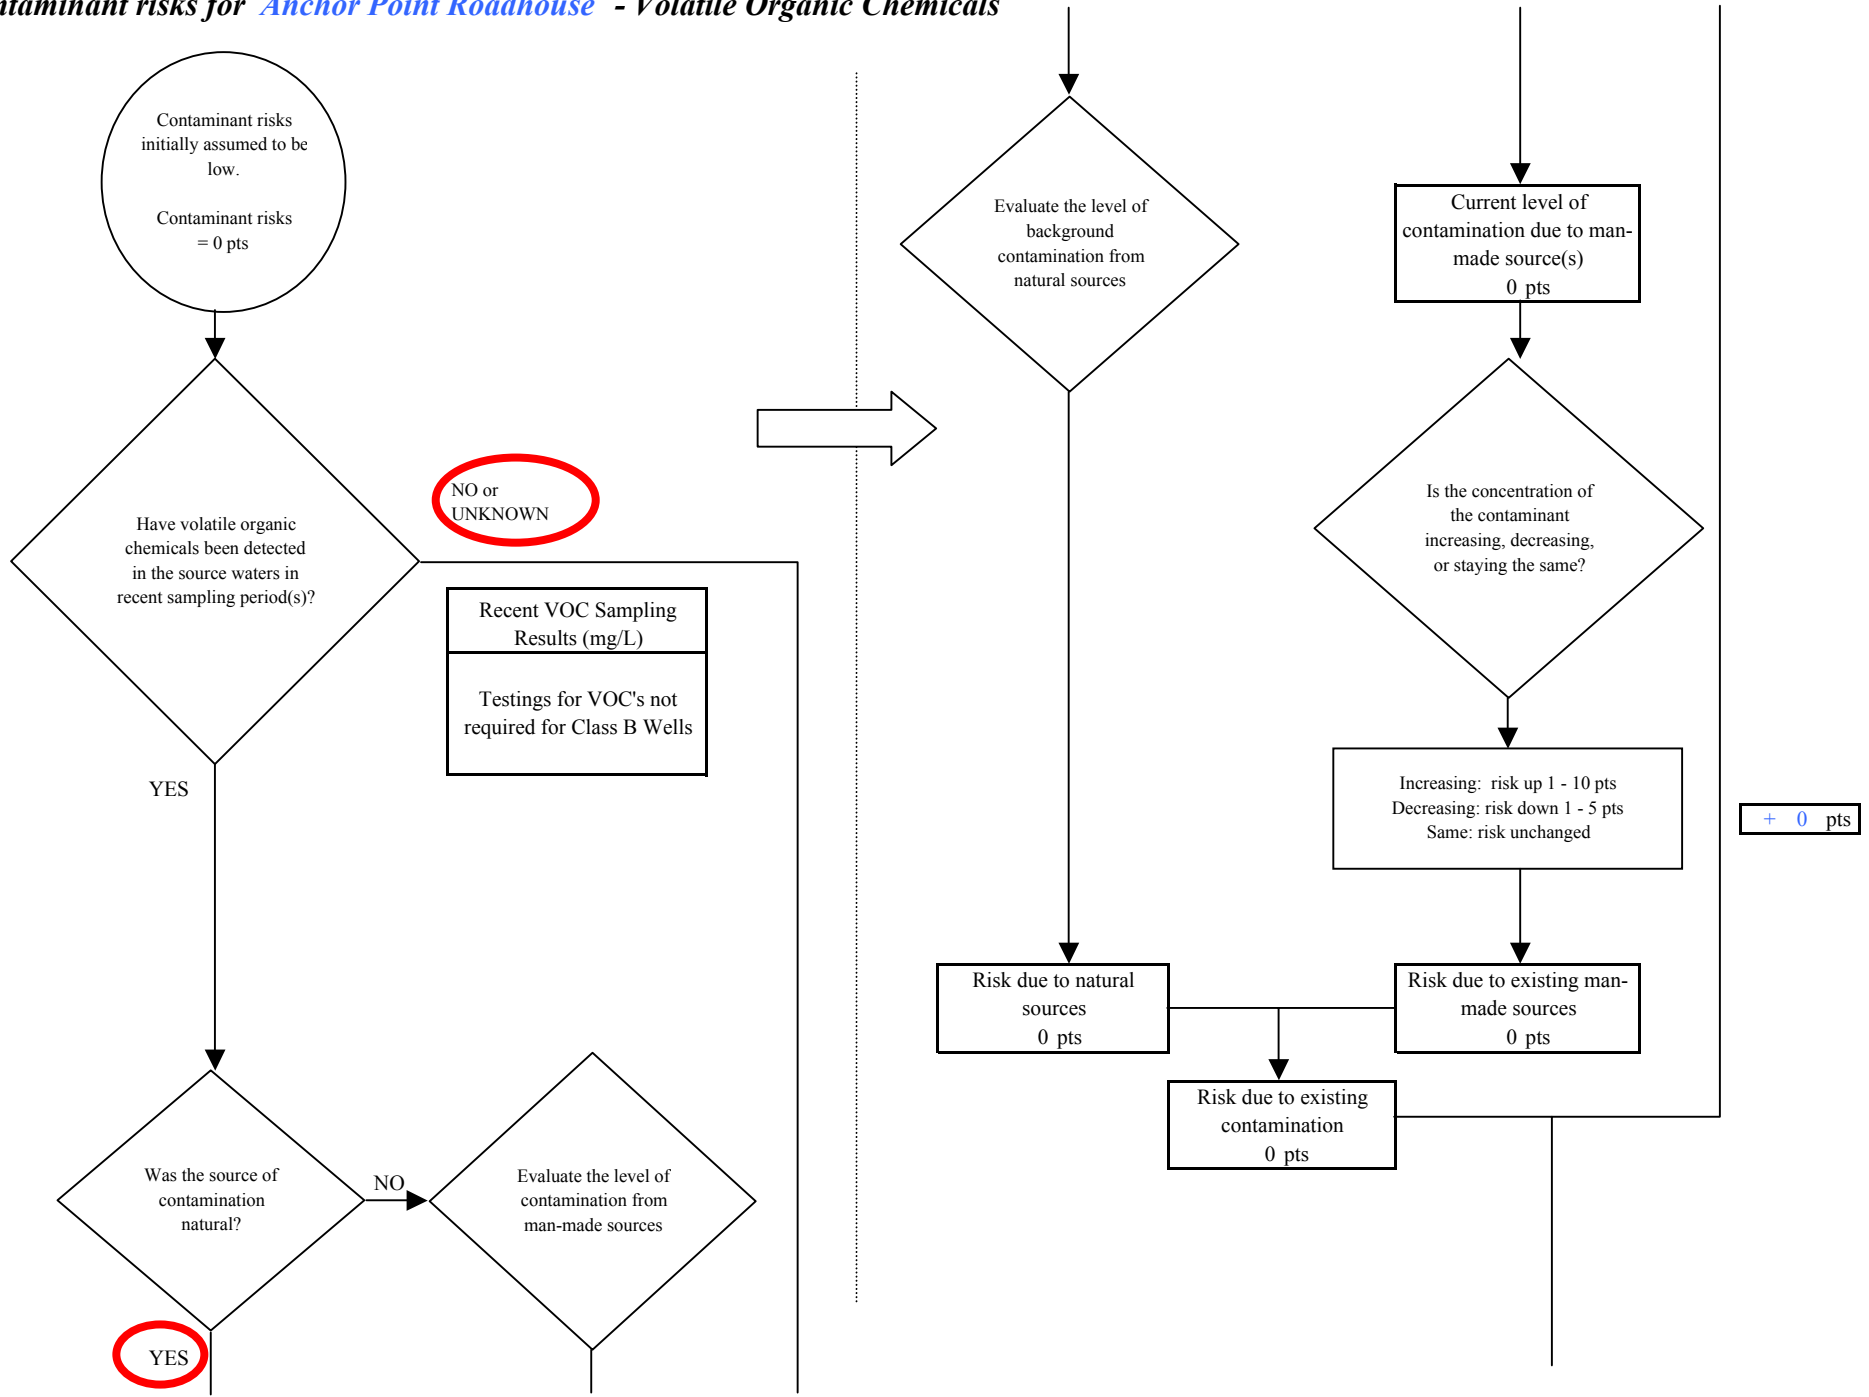 ntaminant risks for Anchor Point Roadhouse - Volatile Organic Chemicals
Contaminant risks
initially assumed to be
low.
Contaminant risks
= 0 pts
Have volatile organic
chemicals been detected
in the source waters in
recent sampling period(s)?
NO or
UNKNOWN
Recent VOC Sampling
Results (mg/L)
Testings for VOC's not
required for Class B Wells
YES
Was the source of
contamination
natural?
NO
Evaluate the level of
contamination from
man-made sources
YES
Evaluate the level of
background
contamination from
natural sources
Current level of
contamination due to man-
made source(s)
0 pts
Is the concentration of
the contaminant
increasing, decreasing,
or staying the same?
Increasing: risk up 1 - 10 pts
Decreasing: risk down 1 - 5 pts
Same: risk unchanged
+ 0 pts
Risk due to natural
sources
0 pts
Risk due to existing man-
made sources
0 pts
Risk due to existing
contamination
0 pts